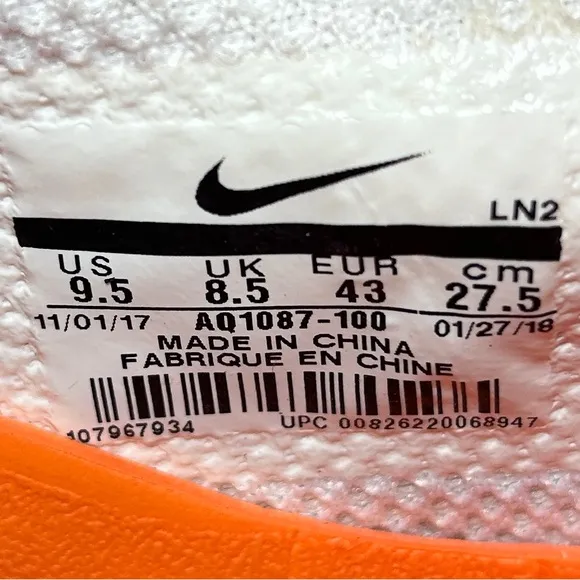 LN2
US UK EUR cm
9.5 8.5 43 27.5
11/01/17 AQ1087-100 01/27/18
MADE IN CHINA
FABRIQUE EN CHINE
107967934 UPC 00826220068947